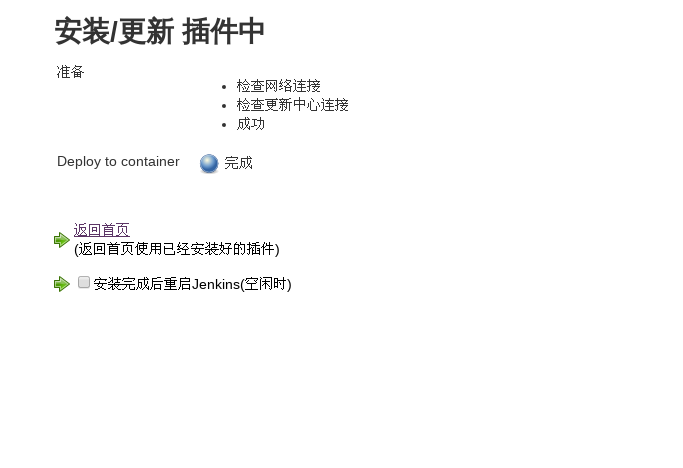 安装/更新 插件中
准备
检查网络连接
检查更新中心连接
成功
Deploy to container 完成
返回首页
(返回首页使用已经安装好的插件)
安装完成后重启Jenkins(空闲时)